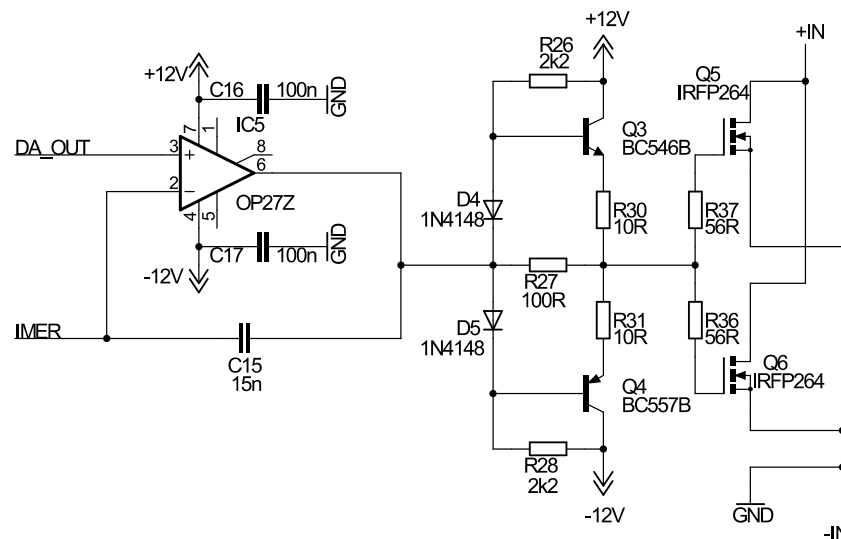 +12V
R26
2k2
+IN
+12V
C16
100n
GND
Q5
IRFP264
IC5
7
1
Q3
BC546B
DA_OUT
3
+
8
6
2
-
OP27Z
D4
1N4148
R30
10R
R37
56R
4
5
C17
100n
GND
-12V
R27
100R
IMER
D5
1N4148
R31
10R
R36
56R
C15
15n
Q4
BC557B
Q6
IRFP264
R28
2k2
-12V
GND
-IN